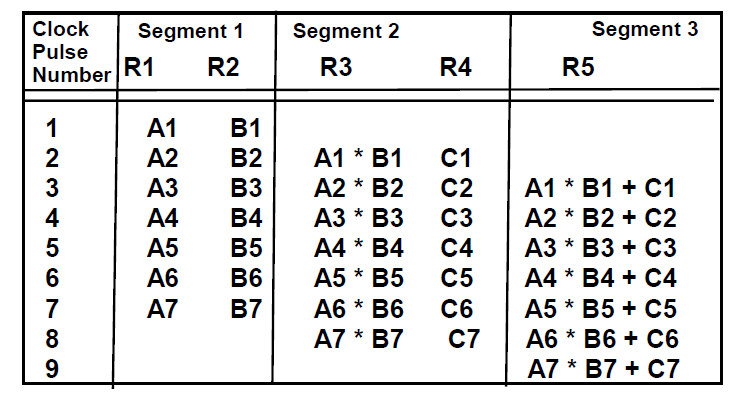 Clock Segment 1 Segment 2 Segment 3
Pulse
Number R1 R2 R3 R4 R5
1 A1 B1
2 A2 B2 A1 * B1 C1
3 A3 B3 A2 * B2 C2 A1 * B1 + C1
4 A4 B4 A3 * B3 C3 A2 * B2 + C2
5 A5 B5 A4 * B4 C4 A3 * B3 + C3
6 A6 B6 A5 * B5 C5 A4 * B4 + C4
7 A7 B7 A6 * B6 C6 A5 * B5 + C5
8 A7 * B7 C7 A6 * B6 + C6
9 A7 * B7 + C7